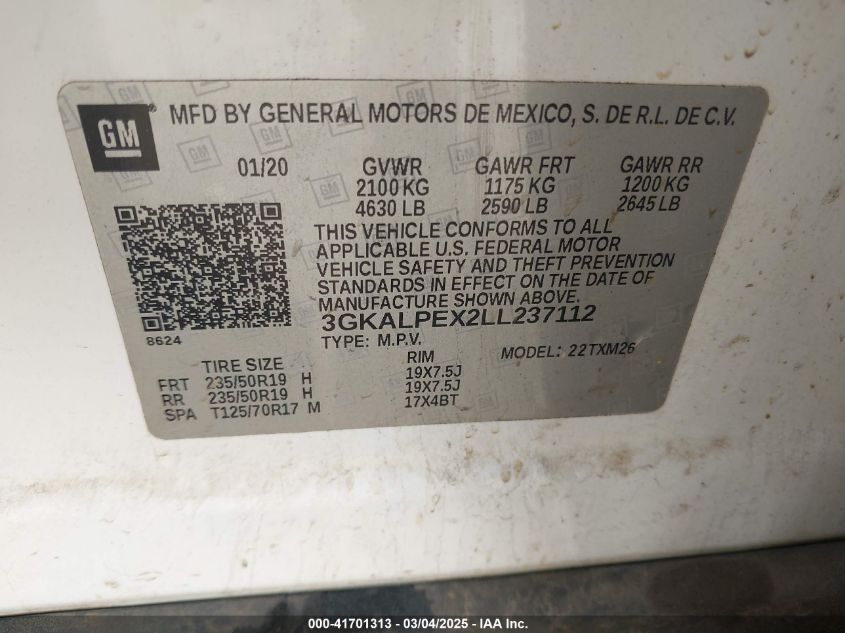 GM
MFD BY GENERAL MOTORS DE MEXICO, S. DE R.L. DE C.V.
01/20 GVWR GAWR FRT GAWR RR
2100 KG 1175 KG 1200 KG
4630 LB 2590 LB 2645 LB
THIS VEHICLE CONFORMS TO ALL
APPLICABLE U.S. FEDERAL MOTOR
VEHICLE SAFETY AND THEFT PREVENTION
STANDARDS IN EFFECT ON THE DATE OF
MANUFACTURE SHOWN ABOVE.
3GKALPEX2LL237112
8624 TYPE: M.P.V. MODEL: 22TXM26
TIRE SIZE RIM
FRT 235/50R19 H 19X7.5J
RR 235/50R19 H 19X7.5J
SPA T125/70R17 M 17X4BT
000-41701313 - 03/04/2025 - IAA Inc.